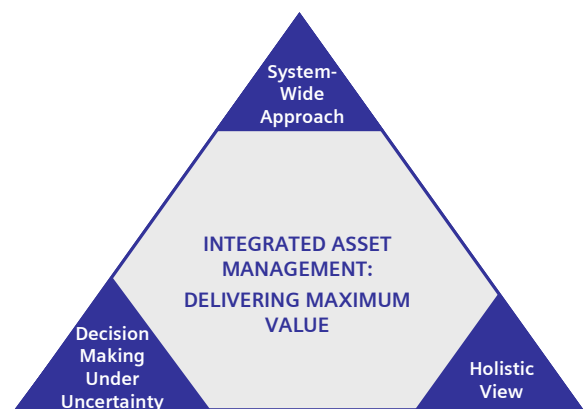 System-
Wide
Approach
INTEGRATED ASSET
MANAGEMENT:
DELIVERING MAXIMUM
VALUE
Decision
Making
Under
Uncertainty
Holistic
View